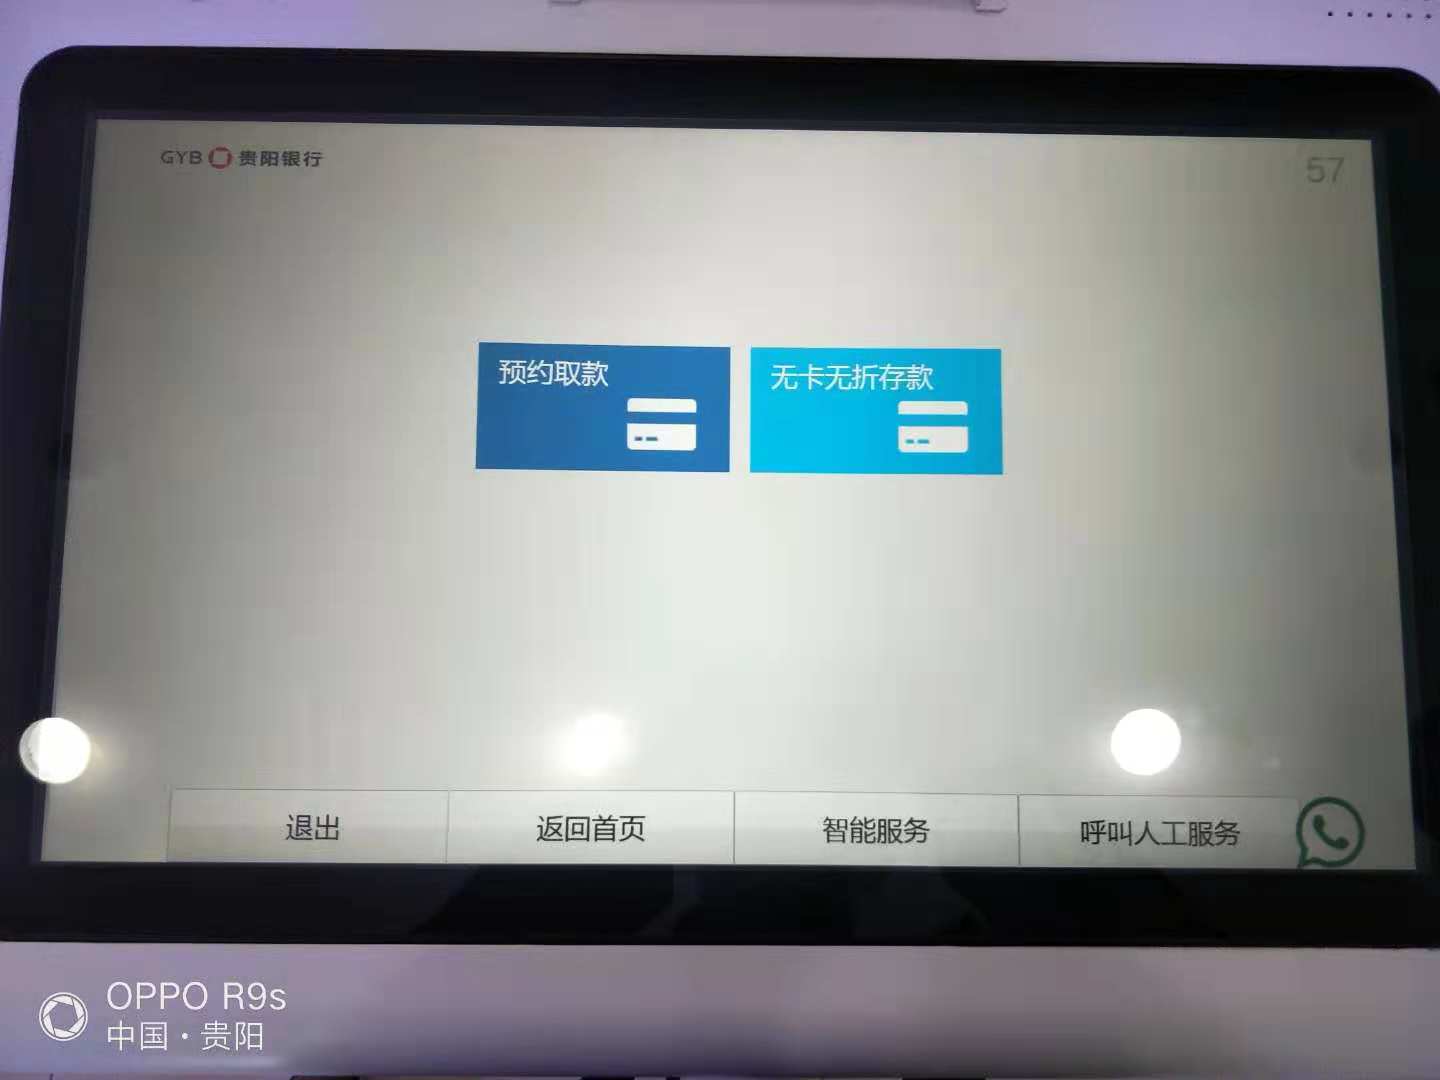 GYB 贵阳银行
57
预约取款
无卡无折存款
退出
返回首页
智能服务
呼叫人工服务
OPPO R9s
中国·贵阳